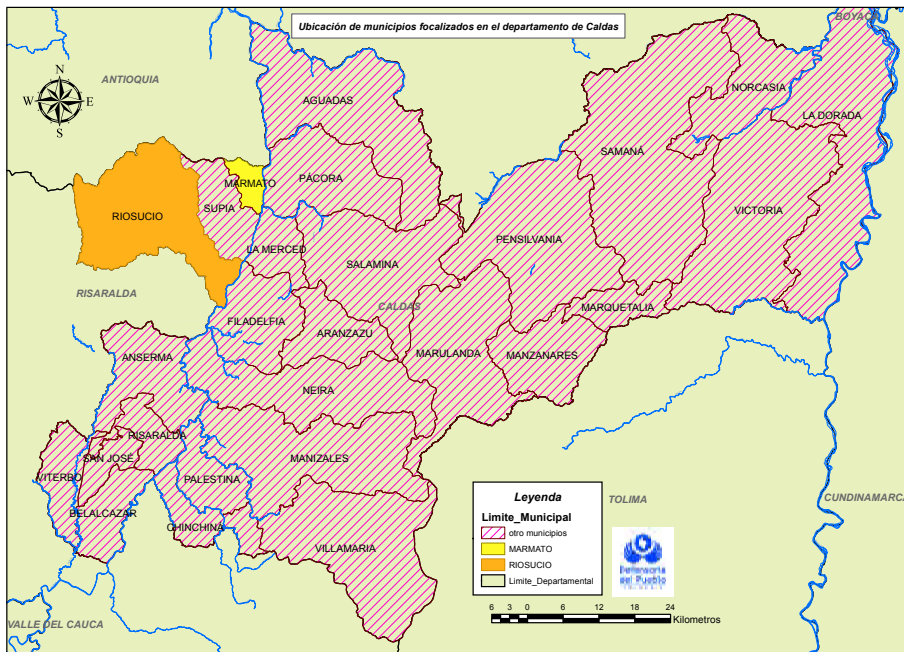 Ubicación de municipios focalizados en el departamento de Caldas
BOYACA
ANTIOQUIA
N
W E
S
AGUADAS
NORCASIA
LA DORADA
SAMANÁ
MARMATO
PÁCORA
SUPIA
RIOSUCIO
VICTORIA
PENSILVANIA
LA MERCED
SALAMINA
RISARALDA
CALDAS
MARQUETALIA
FILADELFIA
ARANZAZU
MARULANDA
MANZANARES
ANSERMA
NEIRA
RISARALDA
SAN JOSÉ
MANIZALES
VITERBO
PALESTINA
BELALCAZAR
CHINCHINA
VILLAMARIA
TOLIMA
CUNDINAMARCA
VALLE DEL CAUCA
Leyenda
Limite_Municipal
otro municipios
MARMATO
RIOSUCIO
Limite_Departamental
Defensoría
del Pueblo
6 3 0 6 12 18 24
Kilometros